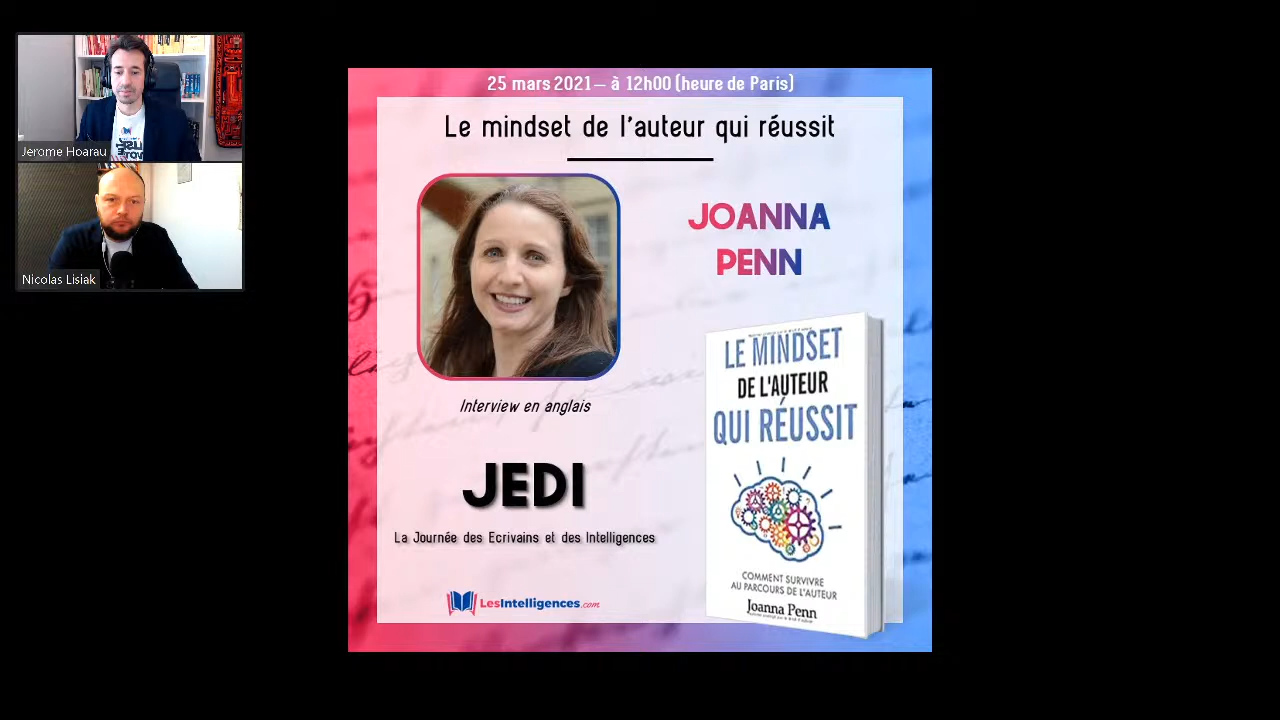 25 mars 2021 – à 12h00 (heure de Paris)
Le mindset de l'auteur qui réussit
Jerome Hoarau
Nicolas Lisiak
JOANNA
PENN
Interview en anglais
JEDI
La Journée des Ecrivains et des Intelligences
LesIntelligences.com
LE MINDSET
DE L'AUTEUR
QUI RÉUSSIT
COMMENT SURVIVRE
AU PARCOURS DE L'AUTEUR
Joanna Penn